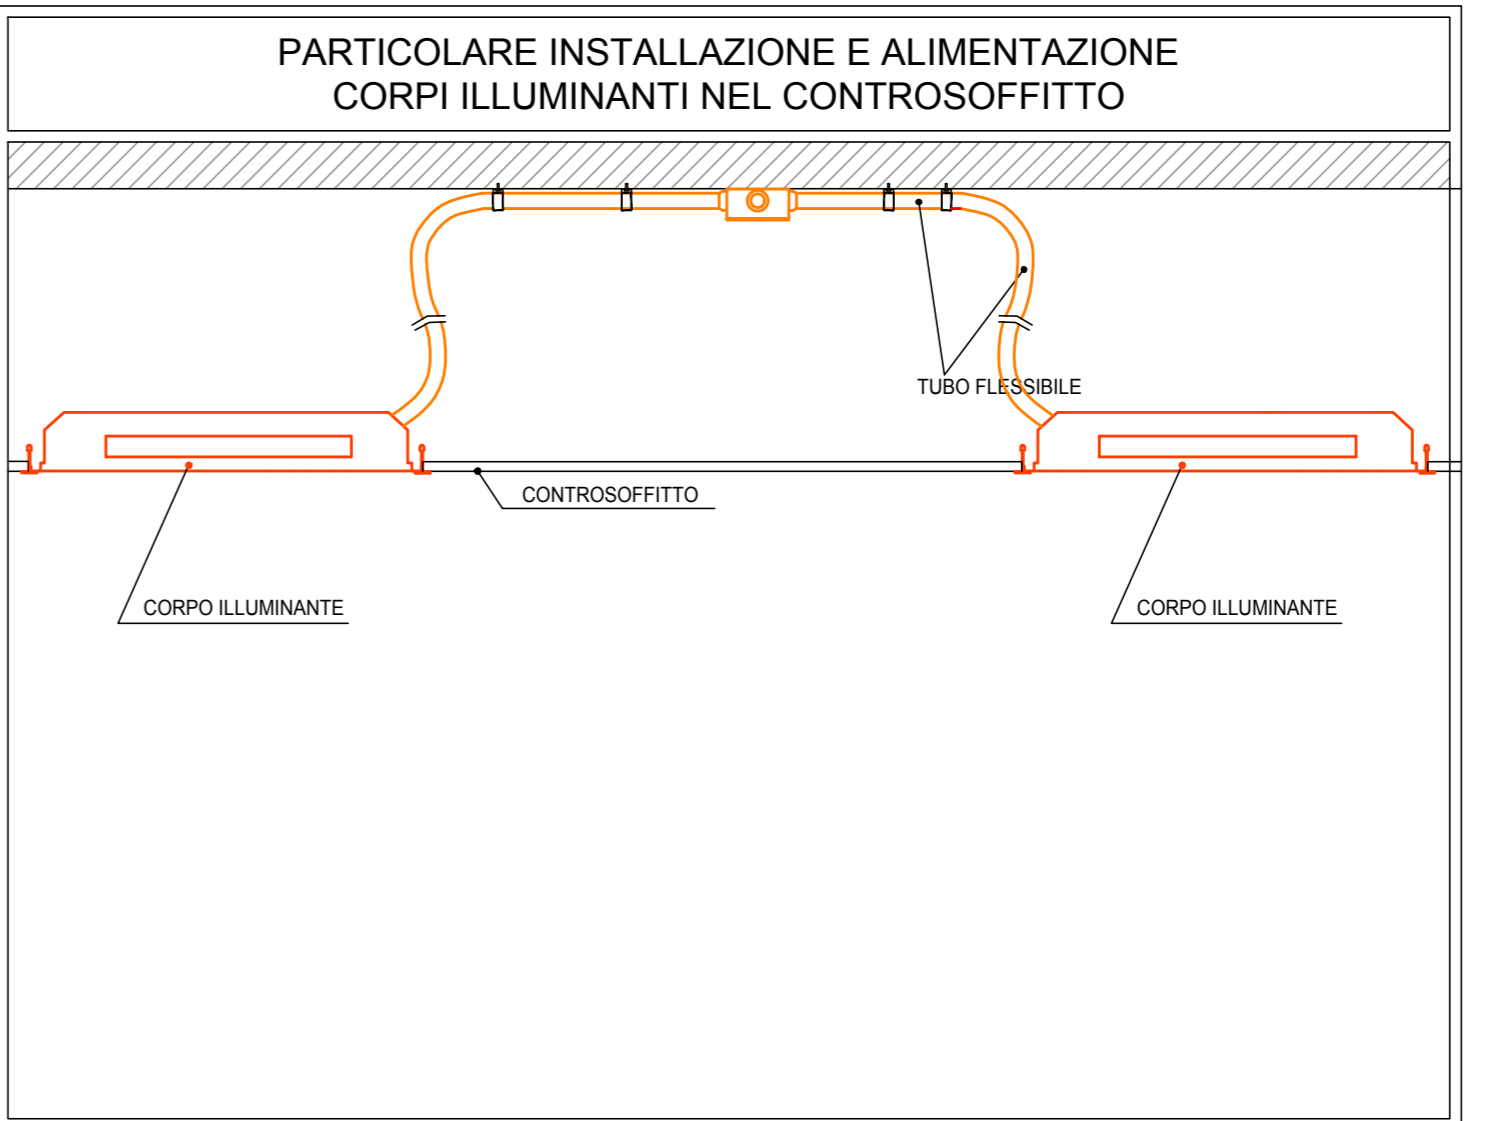 PARTICOLARE INSTALLAZIONE E ALIMENTAZIONE
CORPI ILLUMINANTI NEL CONTROSOFFITTO
TUBO FLESSIBILE
CONTROSOFFITTO
CORPO ILLUMINANTE
CORPO ILLUMINANTE